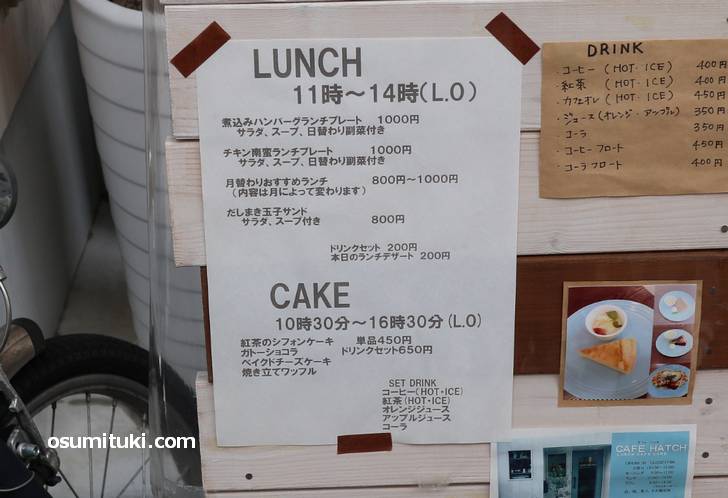 LUNCH
11時～14時(L.O)
煮込みハンバーグランチプレート 1000円
サラダ、スープ、日替わり副菜付き
チキン南蜜ランチプレート 1000円
サラダ、スープ、日替わり副菜付き
月替わりおすすめランチ 800円～1000円
(内容は月によって変わります)
だしまき玉子サンド
サラダ、スープ付き 800円
ドリンクセット 200円
本日のランチデザート 200円
CAKE
10時30分～16時30分(L.O)
紅茶のシフォンケーキ 単品450円
ガトーショコラ ドリンクセット650円
ベイクドチーズケーキ
焼き立てワッフル
SET DRINK
コーヒー(HOT・ICE)
紅茶(HOT・ICE)
オレンジジュース
アップルジュース
コーラ
DRINK
・コーヒー (HOT・ICE) 400円
・紅茶 (HOT・ICE) 400円
・カフェオレ (HOT・ICE) 450円
・ジュース(オレンジ・アップル) 350円
・コーラ 350円
・コーヒーフロート 450円
・コーラフロート 400円
CAFE HATCH
osumituki.com